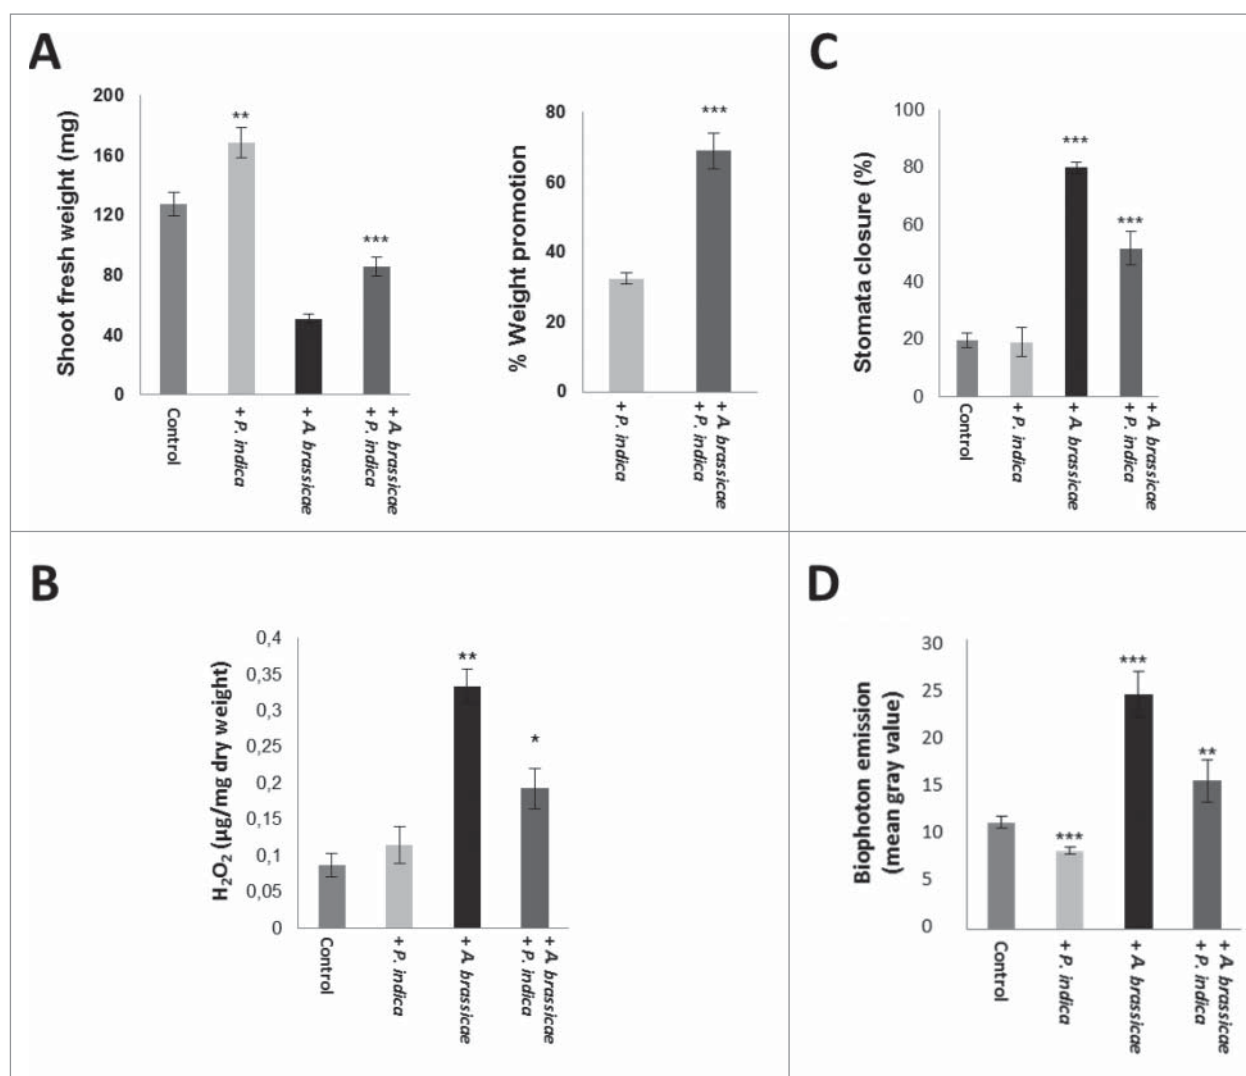 A
Shoot fresh weight (mg)
200
160
120
80
40
0
**
***
Control
+ P. indica
+ A. brassicae
+ A. brassicae
+ P. indica
% Weight promotion
80
60
40
20
0
***
+ P. indica
+ A. brassicae
+ P. indica
C
Stomata closure (%)
100
80
60
40
20
0
***
***
Control
+ P. indica
+ A. brassicae
+ A. brassicae
+ P. indica
B
H₂O₂ (µg/mg dry weight)
0,4
0,35
0,3
0,25
0,2
0,15
0,1
0,05
0
**
*
Control
+ P. indica
+ A. brassicae
+ A. brassicae
+ P. indica
D
Biophoton emission
(mean gray value)
30
25
20
15
10
5
0
***
***
**
Control
+ P. indica
+ A. brassicae
+ A. brassicae
+ P. indica